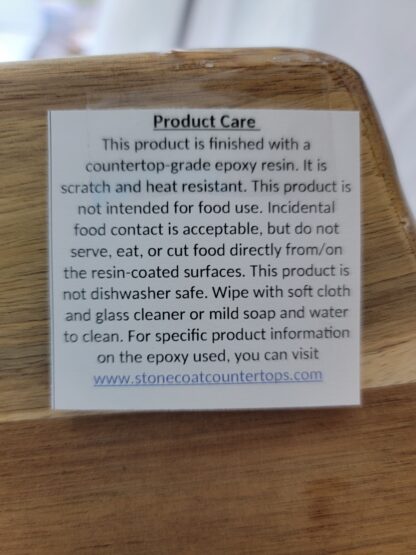 Product Care
This product is finished with a
countertop-grade epoxy resin. It is
scratch and heat resistant. This product is
not intended for food use. Incidental
food contact is acceptable, but do not
serve, eat, or cut food directly from/on
the resin-coated surfaces. This product is
not dishwasher safe. Wipe with soft cloth
and glass cleaner or mild soap and water
to clean. For specific product information
on the epoxy used, you can visit
www.stonecoatcountertops.com